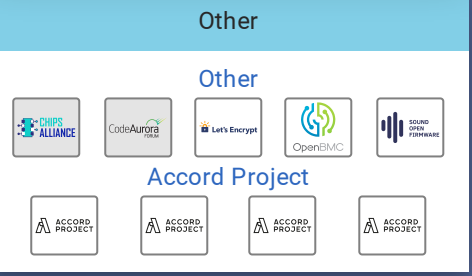 Other
Other
CHIPS
ALLIANCE
CodeAurora
FORUM
Let's Encrypt
OpenBMC
SOUND
OPEN
FIRMWARE
Accord Project
ACCORD
PROJECT
ACCORD
PROJECT
ACCORD
PROJECT
ACCORD
PROJECT